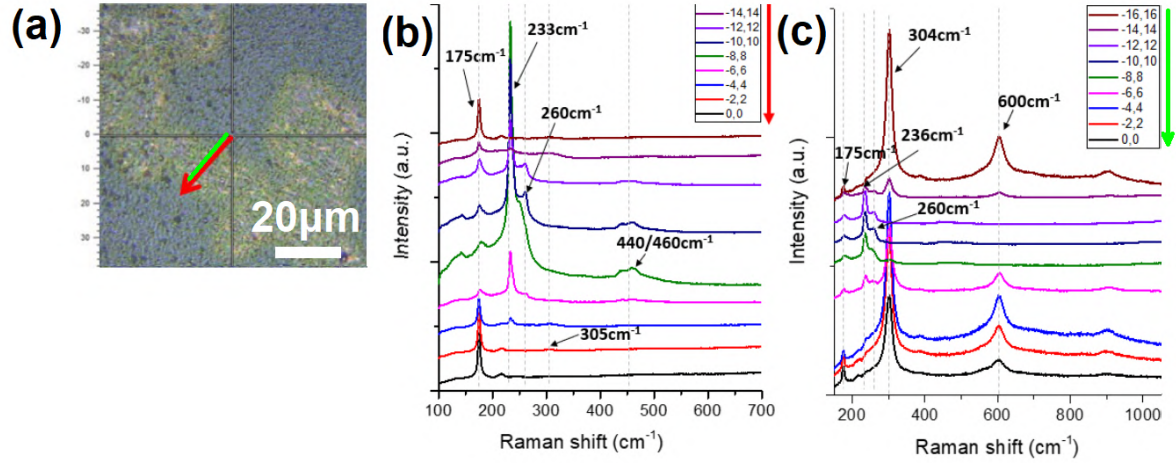 (a)
-30
-20
-10
0
10
20
30
20µm
(b)
175cm⁻¹
233cm⁻¹
260cm⁻¹
440/460cm⁻¹
305cm⁻¹
-14,14
-12,12
-10,10
-8,8
-6,6
-4,4
-2,2
0,0
Intensity (a.u.)
100 200 300 400 500 600 700
Raman shift (cm⁻¹)
(c)
304cm⁻¹
600cm⁻¹
236cm⁻¹
175cm⁻¹
260cm⁻¹
-16,16
-14,14
-12,12
-10,10
-8,8
-6,6
-4,4
-2,2
0,0
Intensity (a.u.)
200 400 600 800 1000
Raman shift (cm⁻¹)